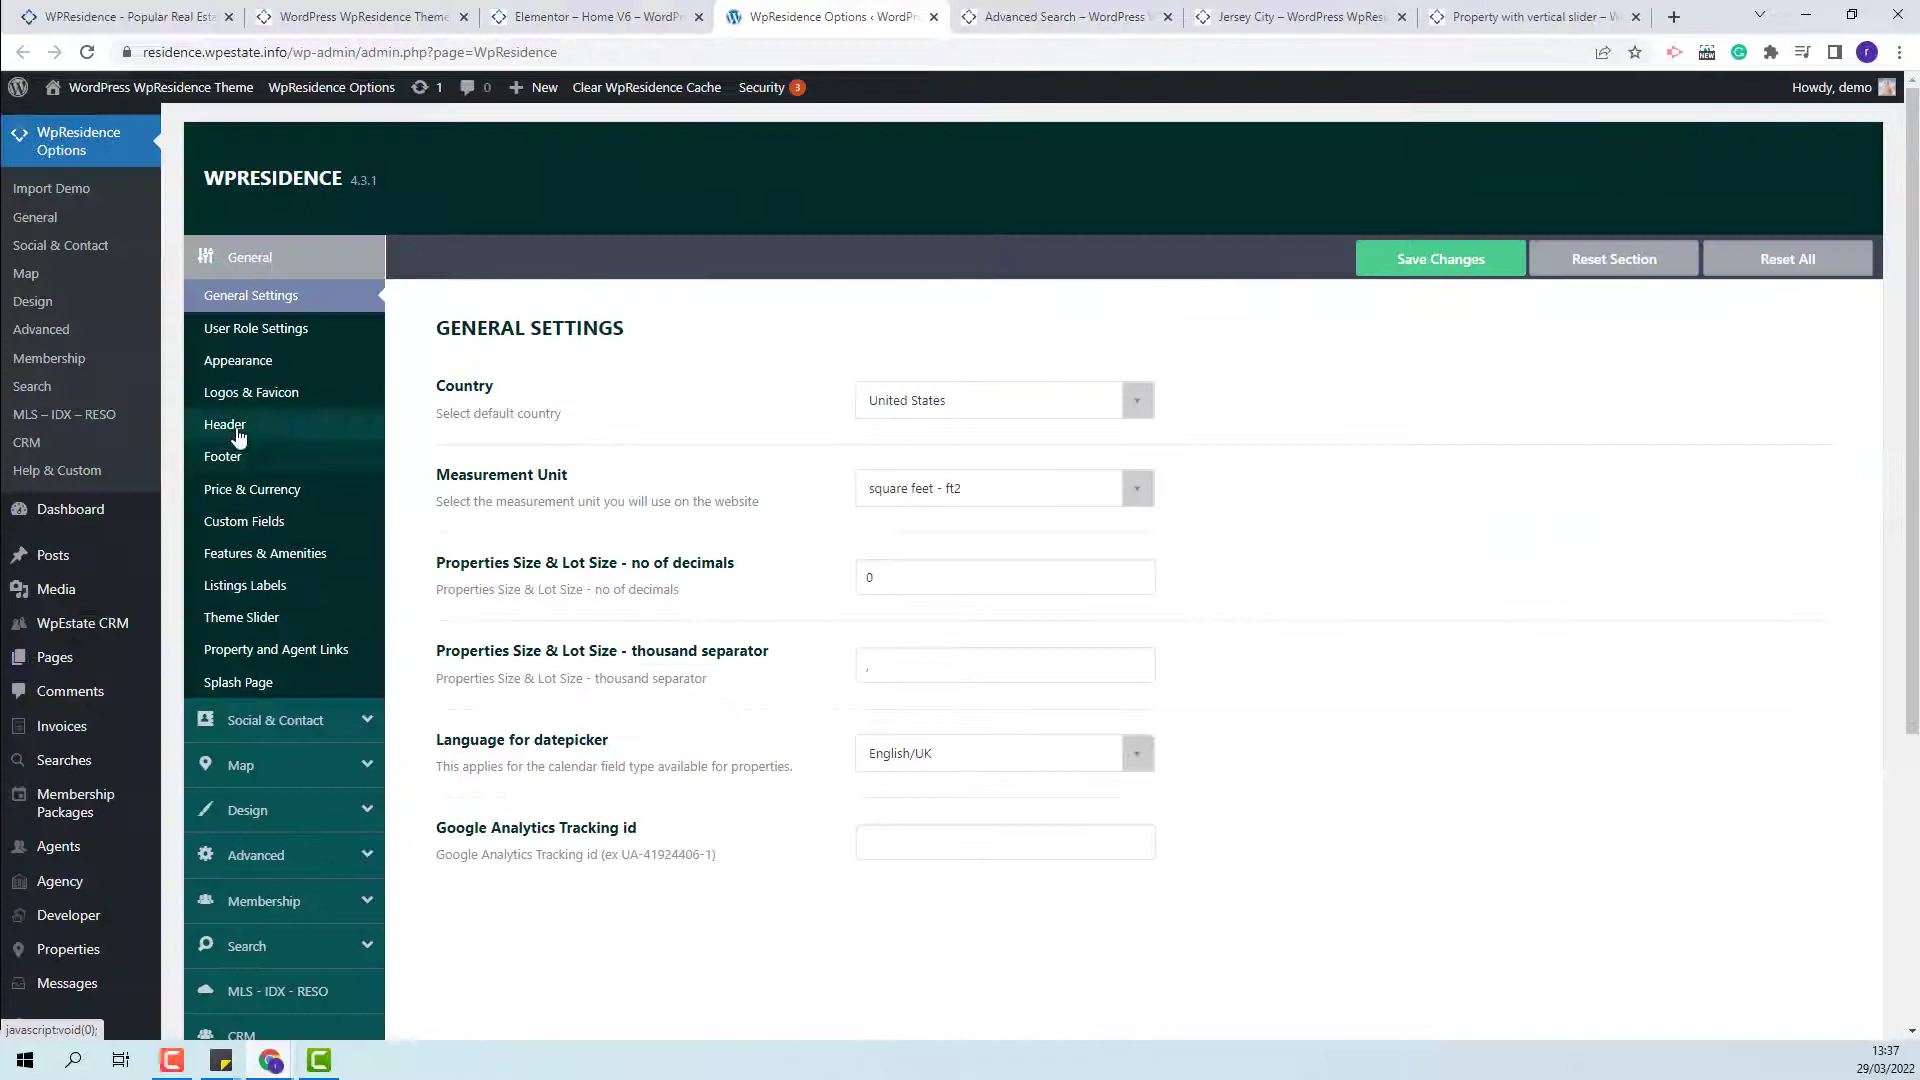 WPResidence - Popular Real Esta
WordPress WpResidence Theme
Elementor – Home V6 – WordPr
WpResidence Options ‹ WordPr
Advanced Search – WordPress W
Jersey City – WordPress WpResi
Property with vertical slider – W
residence.wpestate.info/wp-admin/admin.php?page=WpResidence
NEW
r
WordPress WpResidence Theme
WpResidence Options
1
0
New
Clear WpResidence Cache
Security 3
Howdy, demo
WpResidence
Options
Import Demo
General
Social & Contact
Map
Design
Advanced
Membership
Search
MLS – IDX – RESO
CRM
Help & Custom
Dashboard
Posts
Media
WpEstate CRM
Pages
Comments
Invoices
Searches
Membership
Packages
Agents
Agency
Developer
Properties
Messages
javascript:void(0);
WPRESIDENCE 4.3.1
General
General Settings
User Role Settings
Appearance
Logos & Favicon
Header
Footer
Price & Currency
Custom Fields
Features & Amenities
Listings Labels
Theme Slider
Property and Agent Links
Splash Page
Social & Contact
Map
Design
Advanced
Membership
Search
MLS - IDX - RESO
CRM
Save Changes
Reset Section
Reset All
GENERAL SETTINGS
Country
Select default country
United States
Measurement Unit
Select the measurement unit you will use on the website
square feet - ft2
Properties Size & Lot Size - no of decimals
Properties Size & Lot Size - no of decimals
0
Properties Size & Lot Size - thousand separator
Properties Size & Lot Size - thousand separator
,
Language for datepicker
This applies for the calendar field type available for properties.
English/UK
Google Analytics Tracking id
Google Analytics Tracking id (ex UA-41924406-1)
13:37
29/03/2022